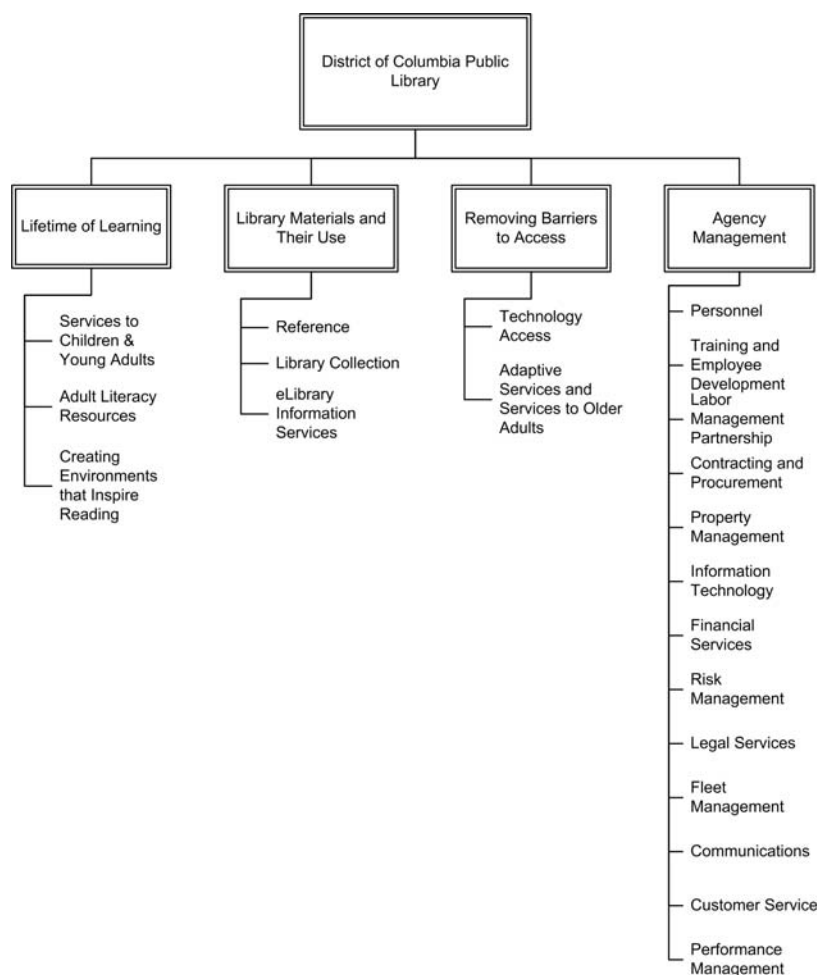 District of Columbia Public
Library
Lifetime of Learning
Services to
Children &
Young Adults
Adult Literacy
Resources
Creating
Environments
that Inspire
Reading
Library Materials and
Their Use
Reference
Library Collection
eLibrary
Information
Services
Removing Barriers
to Access
Technology
Access
Adaptive
Services and
Services to Older
Adults
Agency
Management
Personnel
Training and
Employee
Development
Labor
Management
Partnership
Contracting and
Procurement
Property
Management
Information
Technology
Financial
Services
Risk
Management
Legal Services
Fleet
Management
Communications
Customer Service
Performance
Management